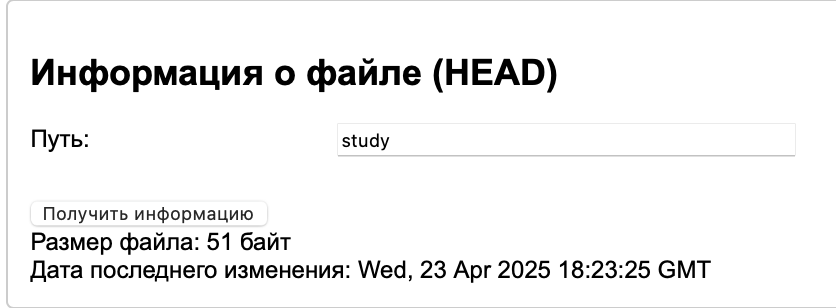 Информация о файле (HEAD)
Путь: study
Получить информацию
Размер файла: 51 байт
Дата последнего изменения: Wed, 23 Apr 2025 18:23:25 GMT